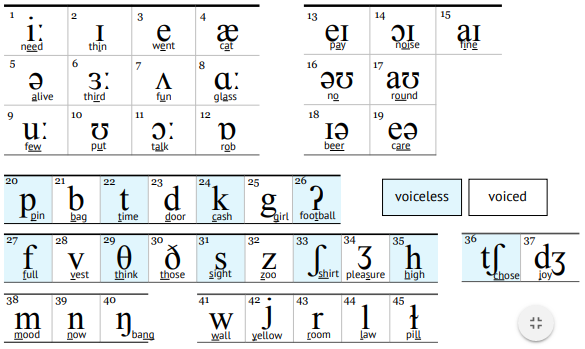 1 iː need 2 ɪ thin 3 e went 4 æ cat 13 eɪ pay 14 ɔɪ noise 15 aɪ fine
5 ə alive 6 ɜː third 7 ʌ fun 8 ɑː glass 16 əʊ no 17 aʊ round
9 uː few 10 ʊ put 11 ɔː talk 12 ɒ rob 18 ɪə beer 19 eə care
20 p pin 21 b bag 22 t time 23 d door 24 k cash 25 g girl 26 ʔ football voiceless voiced
27 f full 28 v vest 29 θ think 30 ð those 31 s sight 32 z zoo 33 ʃ shirt 34 ʒ pleasure 35 h high 36 tʃ chose 37 dʒ joy
38 m mood 39 n now 40 ŋ bang 41 w wall 42 j yellow 43 r room 44 l law 45 ɫ pill